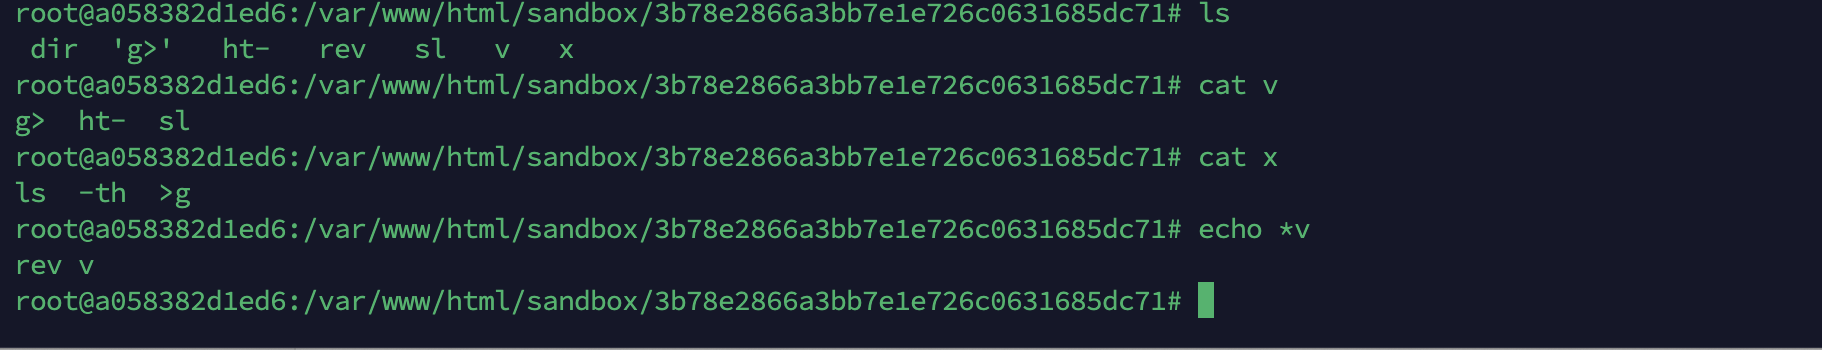 root@a058382d1ed6:/var/www/html/sandbox/3b78e2866a3bb7e1e726c0631685dc71# ls
 dir  'g>'   ht-   rev   sl   v   x
root@a058382d1ed6:/var/www/html/sandbox/3b78e2866a3bb7e1e726c0631685dc71# cat v
g>  ht-  sl
root@a058382d1ed6:/var/www/html/sandbox/3b78e2866a3bb7e1e726c0631685dc71# cat x
ls  -th  >g
root@a058382d1ed6:/var/www/html/sandbox/3b78e2866a3bb7e1e726c0631685dc71# echo *v
rev v
root@a058382d1ed6:/var/www/html/sandbox/3b78e2866a3bb7e1e726c0631685dc71#